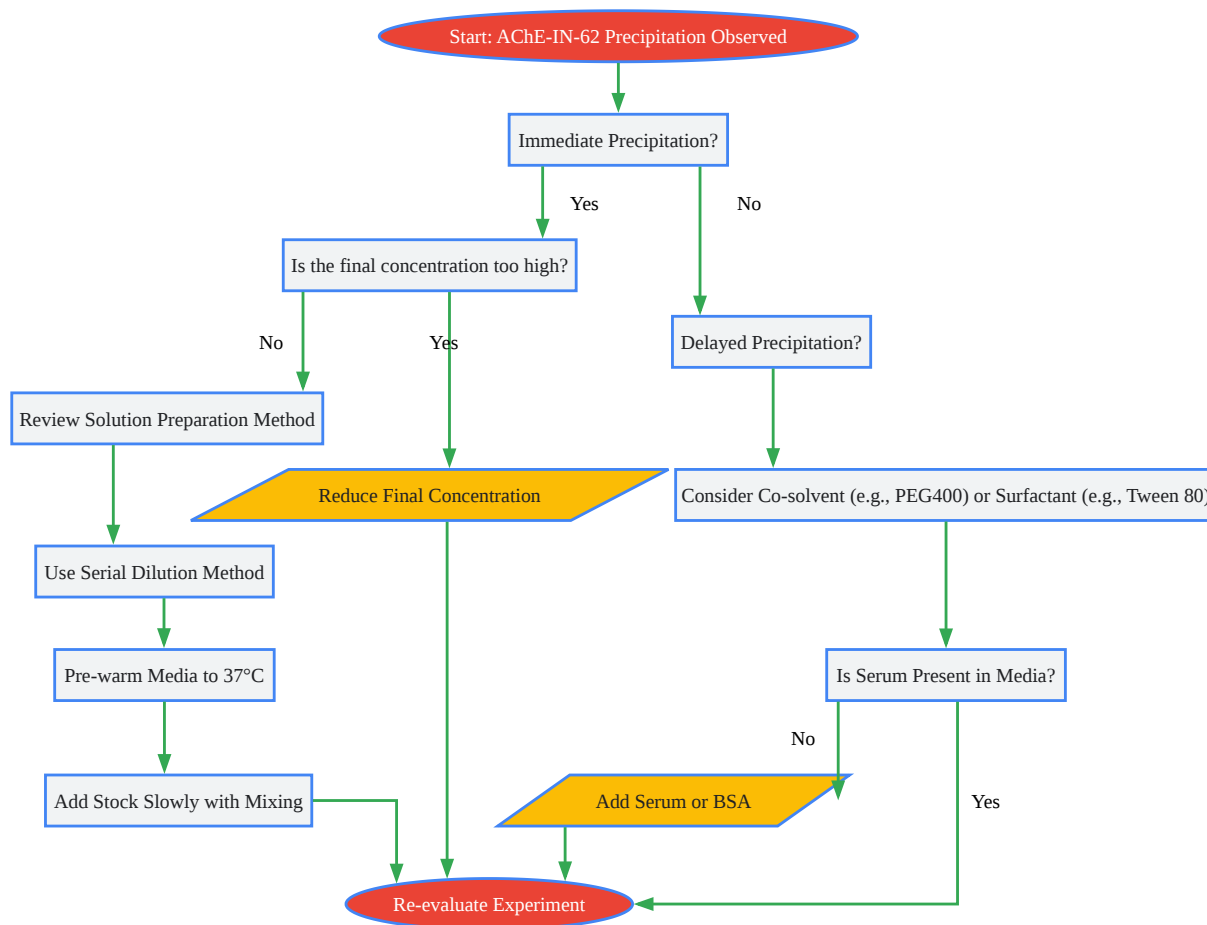 Start: AChE-IN-62 Precipitation Observed
Immediate Precipitation?
Yes
No
Is the final concentration too high?
Delayed Precipitation?
No
Yes
Review Solution Preparation Method
Reduce Final Concentration
Consider Co-solvent (e.g., PEG400) or Surfactant (e.g., Tween 80)
Use Serial Dilution Method
Pre-warm Media to 37°C
Is Serum Present in Media?
No
Add Stock Slowly with Mixing
Add Serum or BSA
Yes
Re-evaluate Experiment